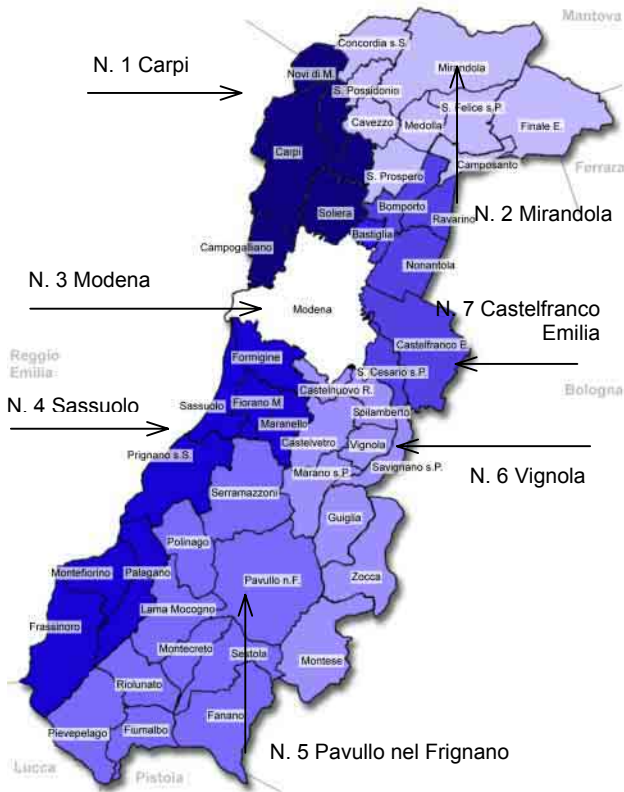 Mantova
Concordia s.S.
N. 1 Carpi
Novi di M.
Mirandola
S. Possidonio
S. Felice s.P.
Cavezzo
Medolla
Finale E.
Carpi
Camposanto
Ferrara
S. Prospero
Soliera
Bomporto
Ravarino
N. 2 Mirandola
Bastiglia
Campogalliano
Nonantola
N. 3 Modena
Modena
N. 7 Castelfranco
Emilia
Castelfranco E.
Reggio
Emilia
Formigine
S. Cesario s.P.
Castelnuovo R.
Bologna
N. 4 Sassuolo
Sassuolo
Fiorano M.
Spilamberto
Maranello
Castelvetro
Vignola
Prignano s.S.
Marano s.P.
Savignano s.P.
N. 6 Vignola
Serramazzoni
Guiglia
Polinago
Montefiorino
Palagano
Pavullo n.F.
Zocca
Lama Mocogno
Frassinoro
Montecreto
Sestola
Montese
Riolunato
Fanano
Pievepelago
Fiumalbo
N. 5 Pavullo nel Frignano
Lucca
Pistoia